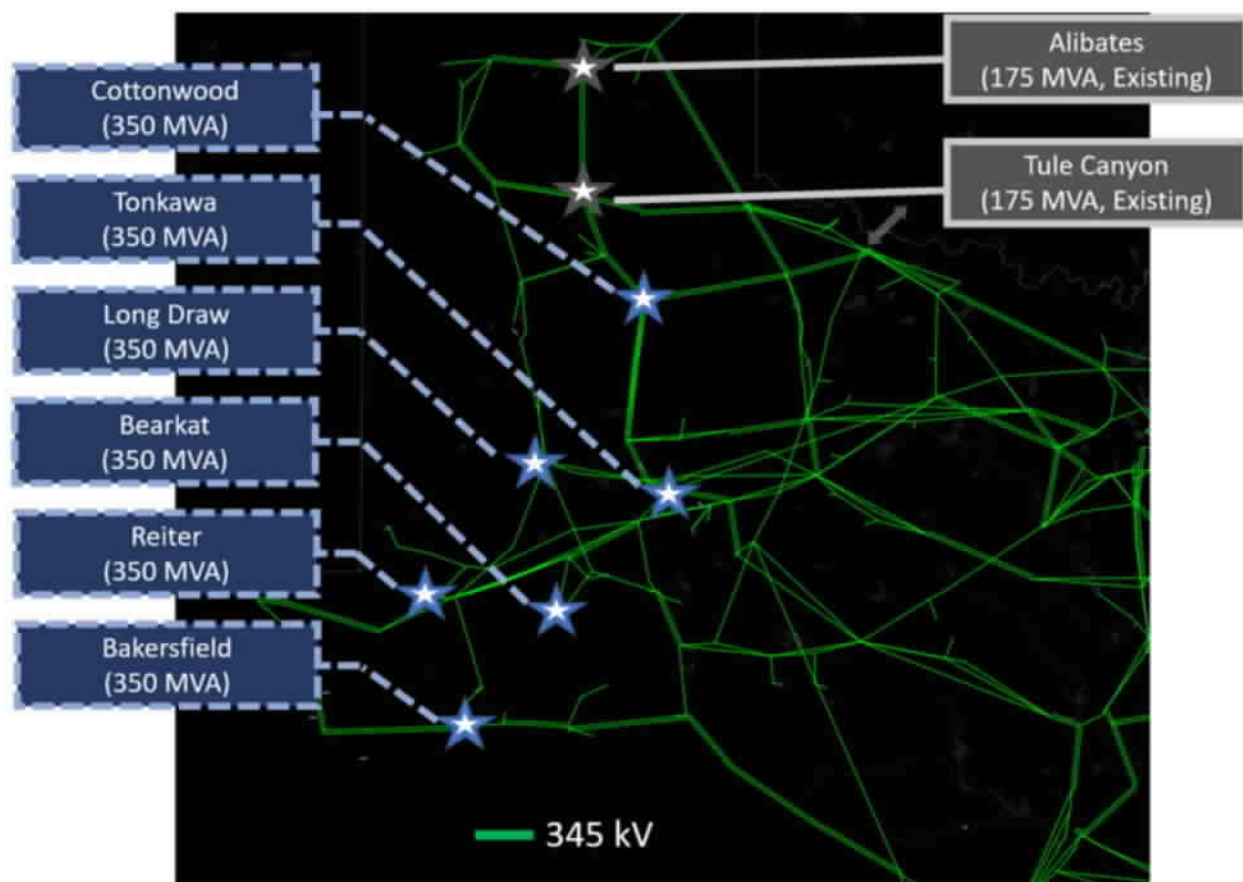 Cottonwood
(350 MVA)
Tonkawa
(350 MVA)
Long Draw
(350 MVA)
Bearkat
(350 MVA)
Reiter
(350 MVA)
Bakersfield
(350 MVA)
Alibates
(175 MVA, Existing)
Tule Canyon
(175 MVA, Existing)
345 kV